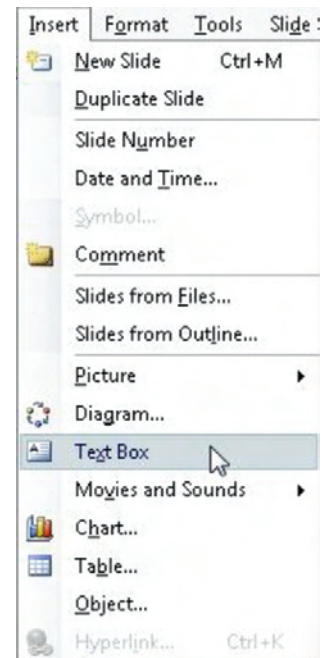 Insert Format Tools Slide
New Slide Ctrl+M
Duplicate Slide
Slide Number
Date and Time...
Symbol...
Comment
Slides from Files...
Slides from Outline...
Picture
Diagram...
Text Box
Movies and Sounds
Chart...
Table...
Object...
Hyperlink... Ctrl+K